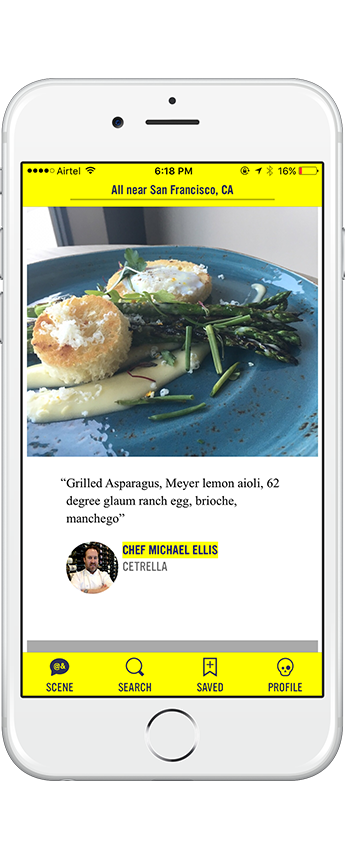 Airtel 6:18 PM 16%
All near San Francisco, CA
“Grilled Asparagus, Meyer lemon aioli, 62
degree glaum ranch egg, brioche,
manchego”
CHEF MICHAEL ELLIS
CETRELLA
@&
SCENE SEARCH SAVED PROFILE